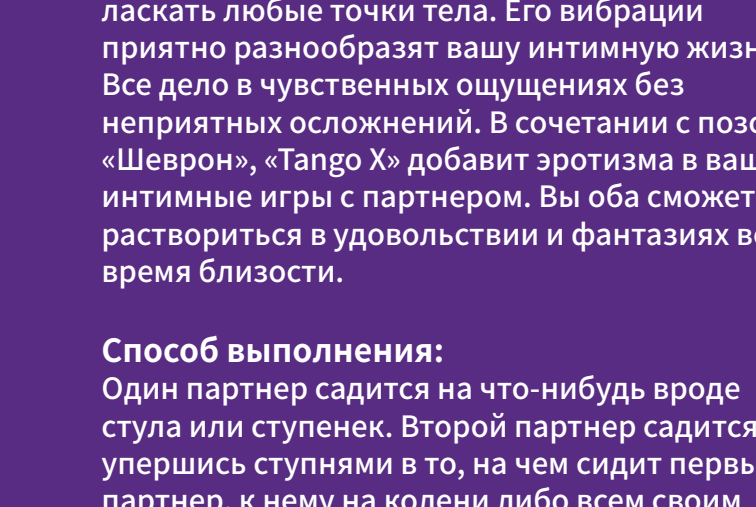 ласкать любые точки тела. Его вибрации
приятно разнообразят вашу интимную жизн
Все дело в чувственных ощущениях без
неприятных осложнений. В сочетании с позо
«Шеврон», «Tango X» добавит эротизма в ваш
интимные игры с партнером. Вы оба сможет
раствориться в удовольствии и фантазиях во
время близости.
Способ выполнения:
Один партнер садится на что-нибудь вроде
стула или ступенек. Второй партнер садится
упершись ступнями в то, на чем сидит первы
партнер, к нему на колени либо всем своим